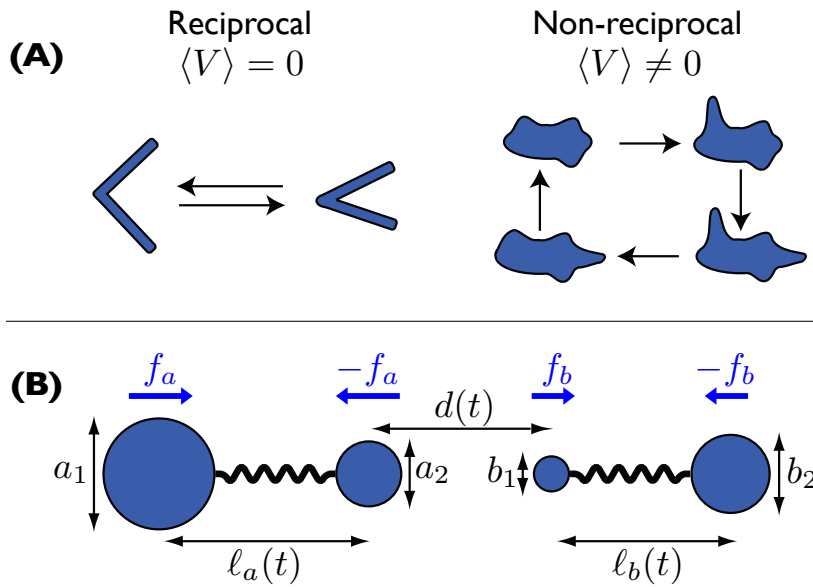 Reciprocal
Non-reciprocal
(A)
⟨V⟩ = 0
⟨V⟩ ≠ 0
(B)
f_a
−f_a
f_b
−f_b
d(t)
a_1
a_2
b_1
b_2
ℓ_a(t)
ℓ_b(t)